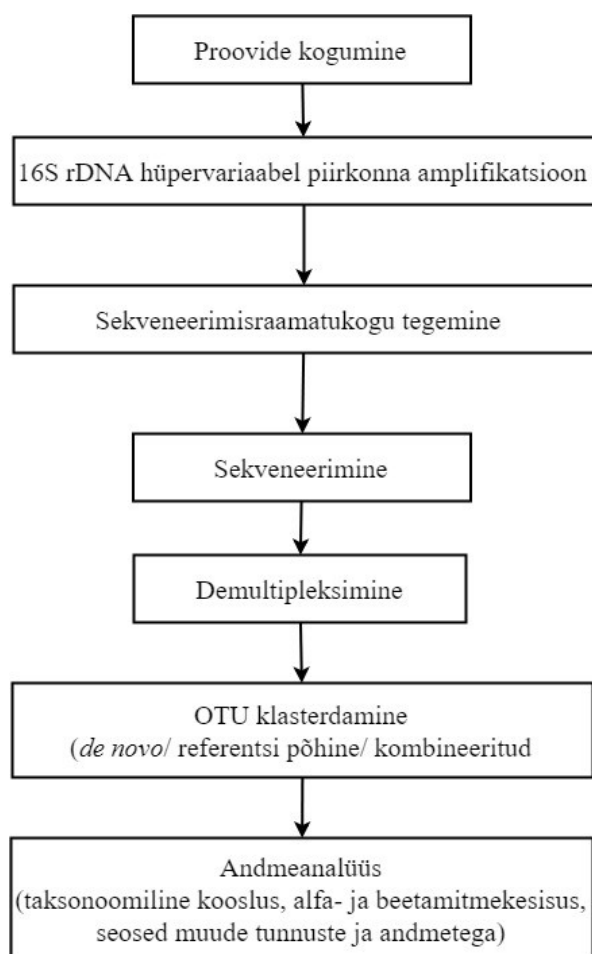 Proovide kogumine
16S rDNA hüpervariaabel piirkonna amplifikatsioon
Sekveneerimisraamatukogu tegemine
Sekveneerimine
Demultipleksimine
OTU klasterdamine
(de novo/ referentsi põhine/ kombineeritud
Andmeanalüüs
(taksonoomiline kooslus, alfa- ja beetamitmekesisus,
seosed muude tunnuste ja andmetega)